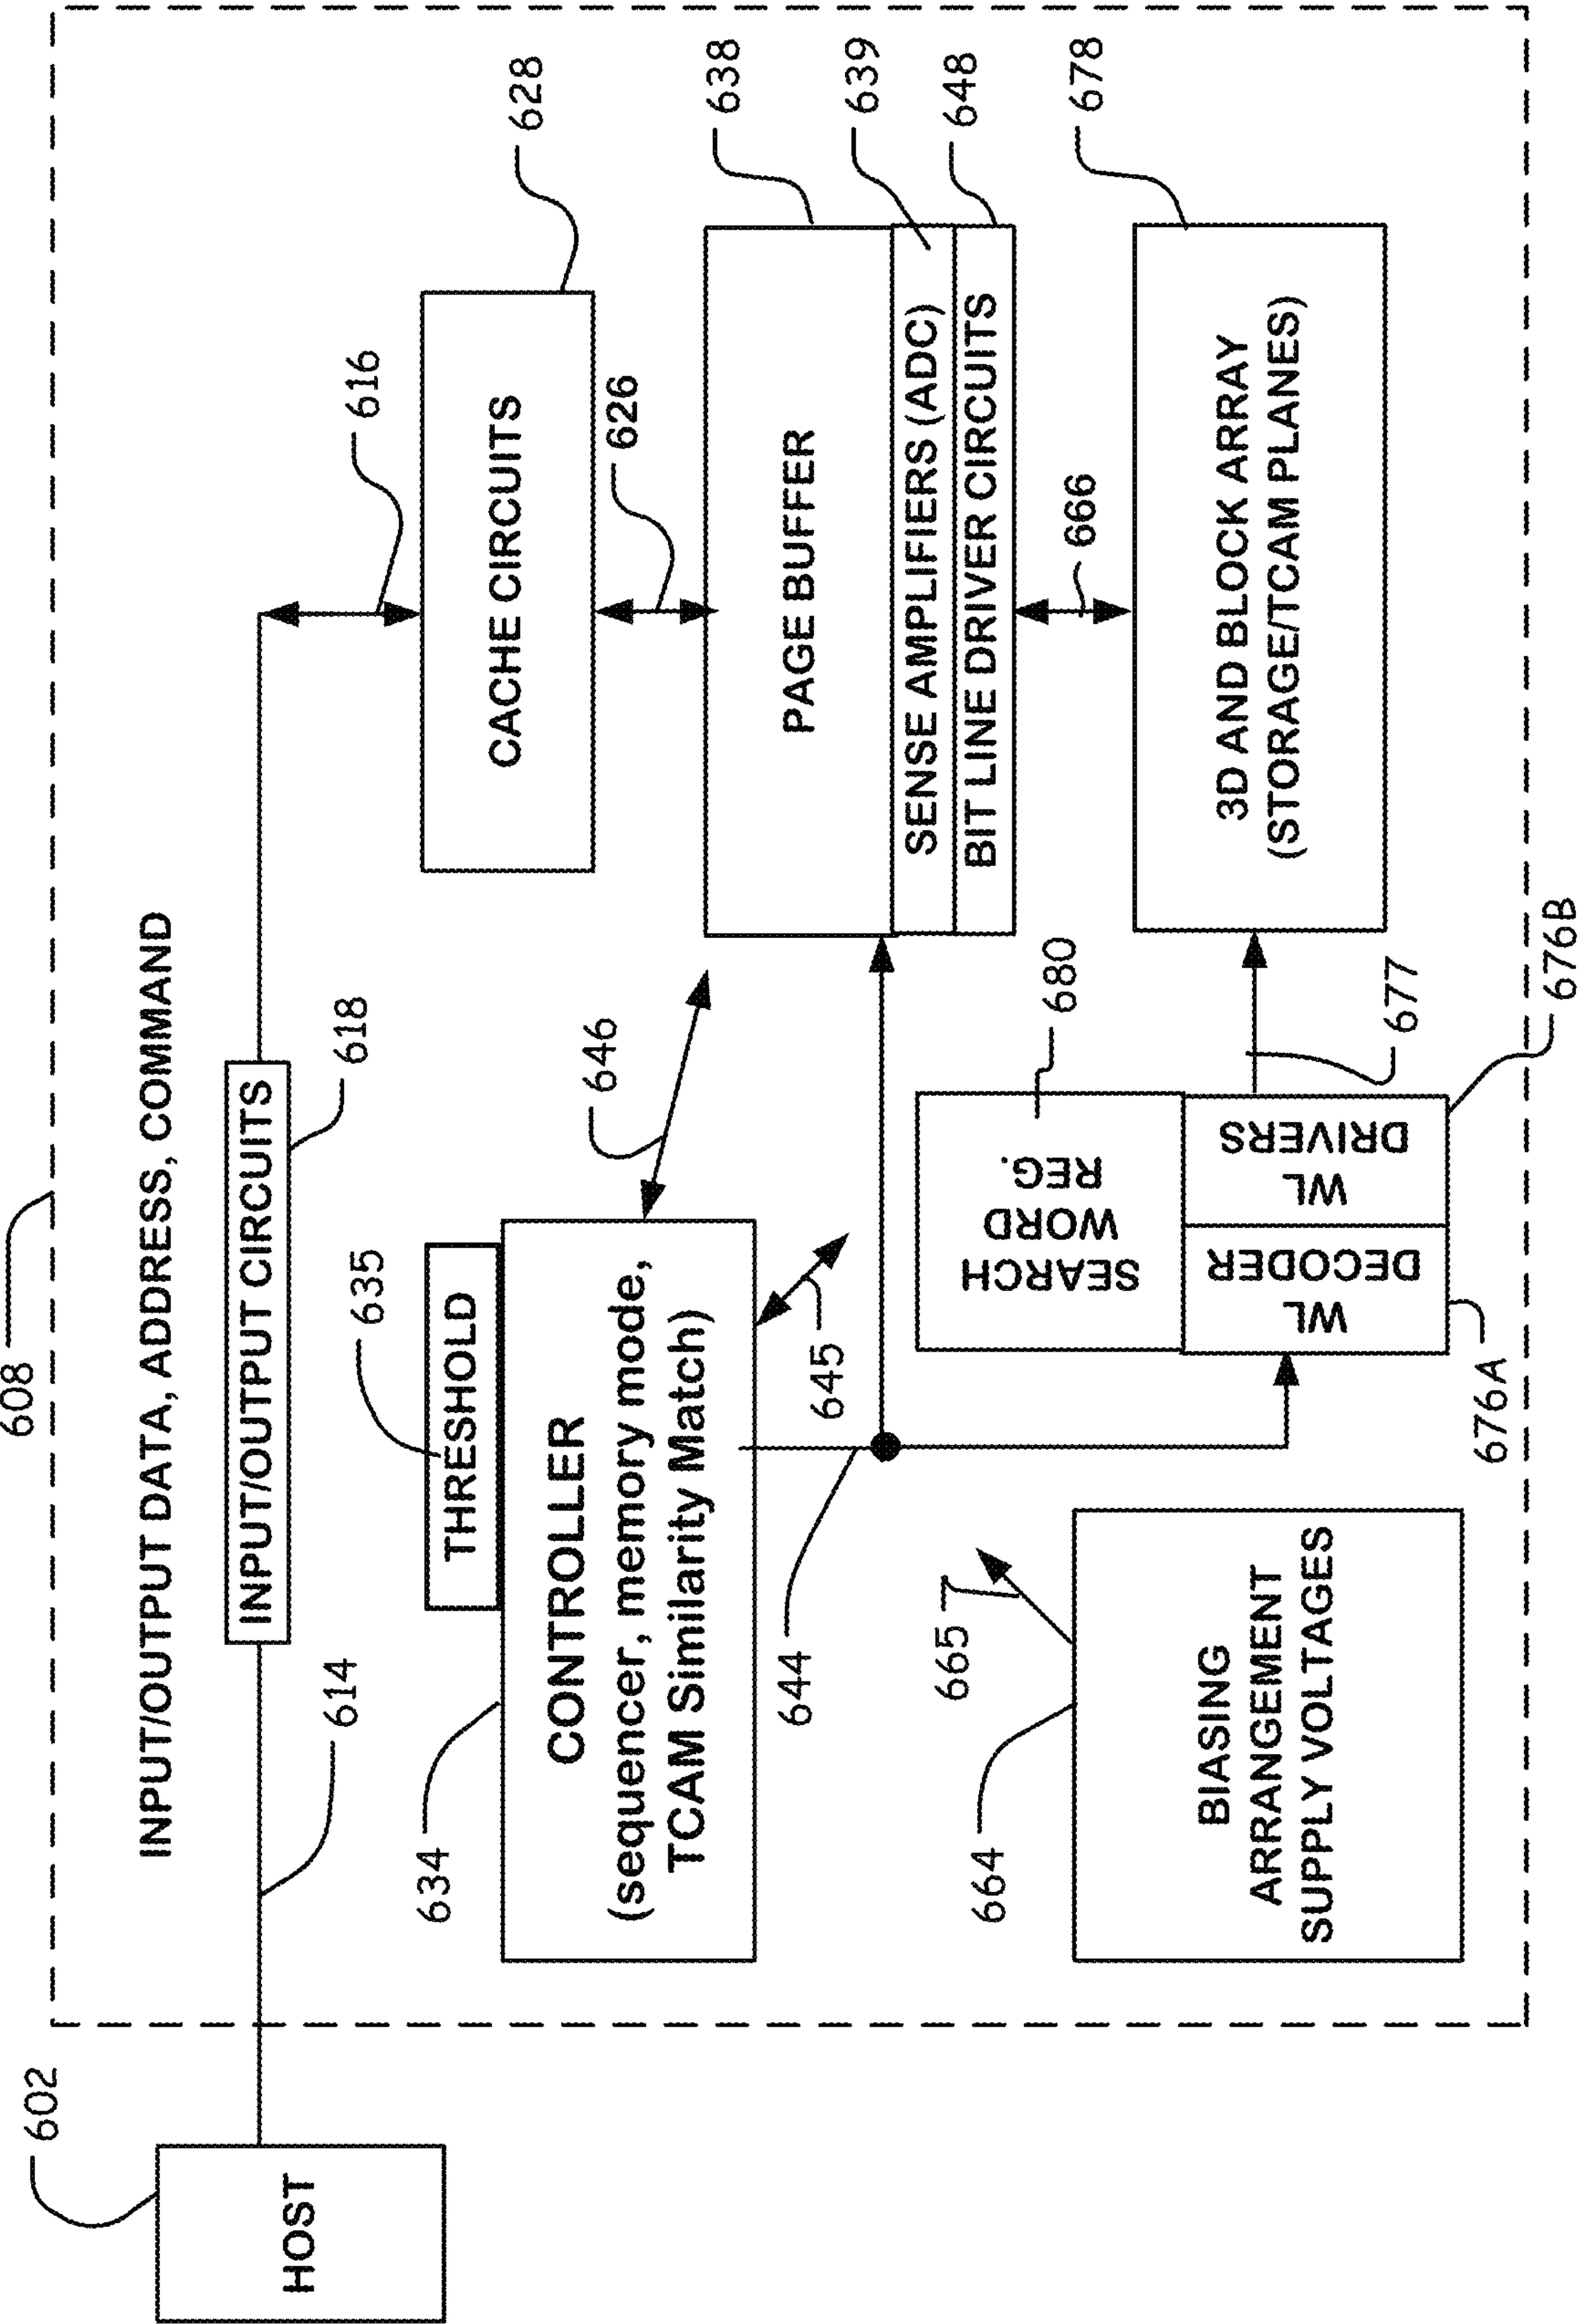 608
INPUT/OUTPUT DATA, ADDRESS, COMMAND
602
HOST
614
INPUT/OUTPUT CIRCUITS
618
616
CACHE CIRCUITS
628
626
634
THRESHOLD
635
CONTROLLER
(sequencer, memory mode,
TCAM Similarity Match)
646
645
644
PAGE BUFFER
638
SENSE AMPLIFIERS (ADC)
639
BIT LINE DRIVER CIRCUITS
648
666
664
665
BIASING
ARRANGEMENT
SUPPLY VOLTAGES
SEARCH
WORD
REG.
680
WL
DECODER
676A
WL
DRIVERS
676B
677
3D AND BLOCK ARRAY
(STORAGE/TCAM PLANES)
678